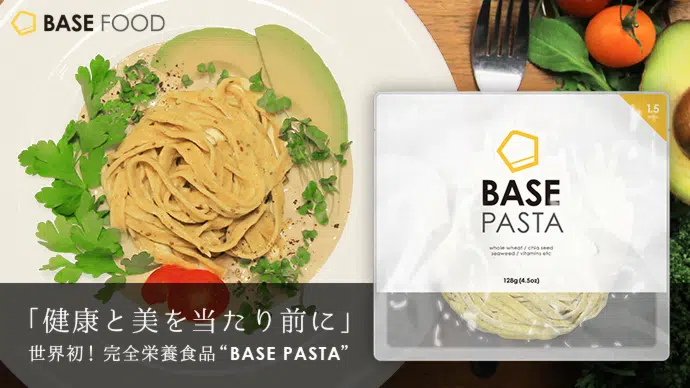 BASE FOOD
1.5
BASE
PASTA
whole wheat / chia seed
seaweed / vitamins etc
128g (4.5oz)
「健康と美を当たり前に」
世界初！完全栄養食品“BASE PASTA”